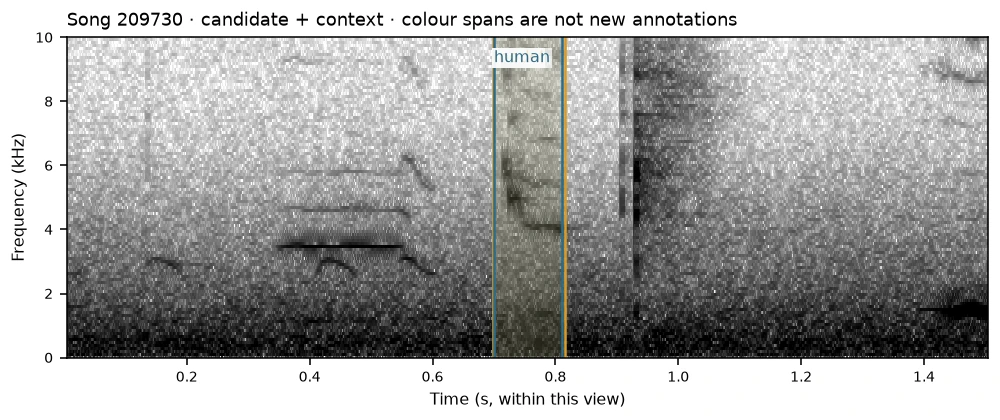 Song 209730 · candidate + context · colour spans are not new annotations
10
human
8
6
4
2
0
Frequency (kHz)
0.2 0.4 0.6 0.8 1.0 1.2 1.4
Time (s, within this view)